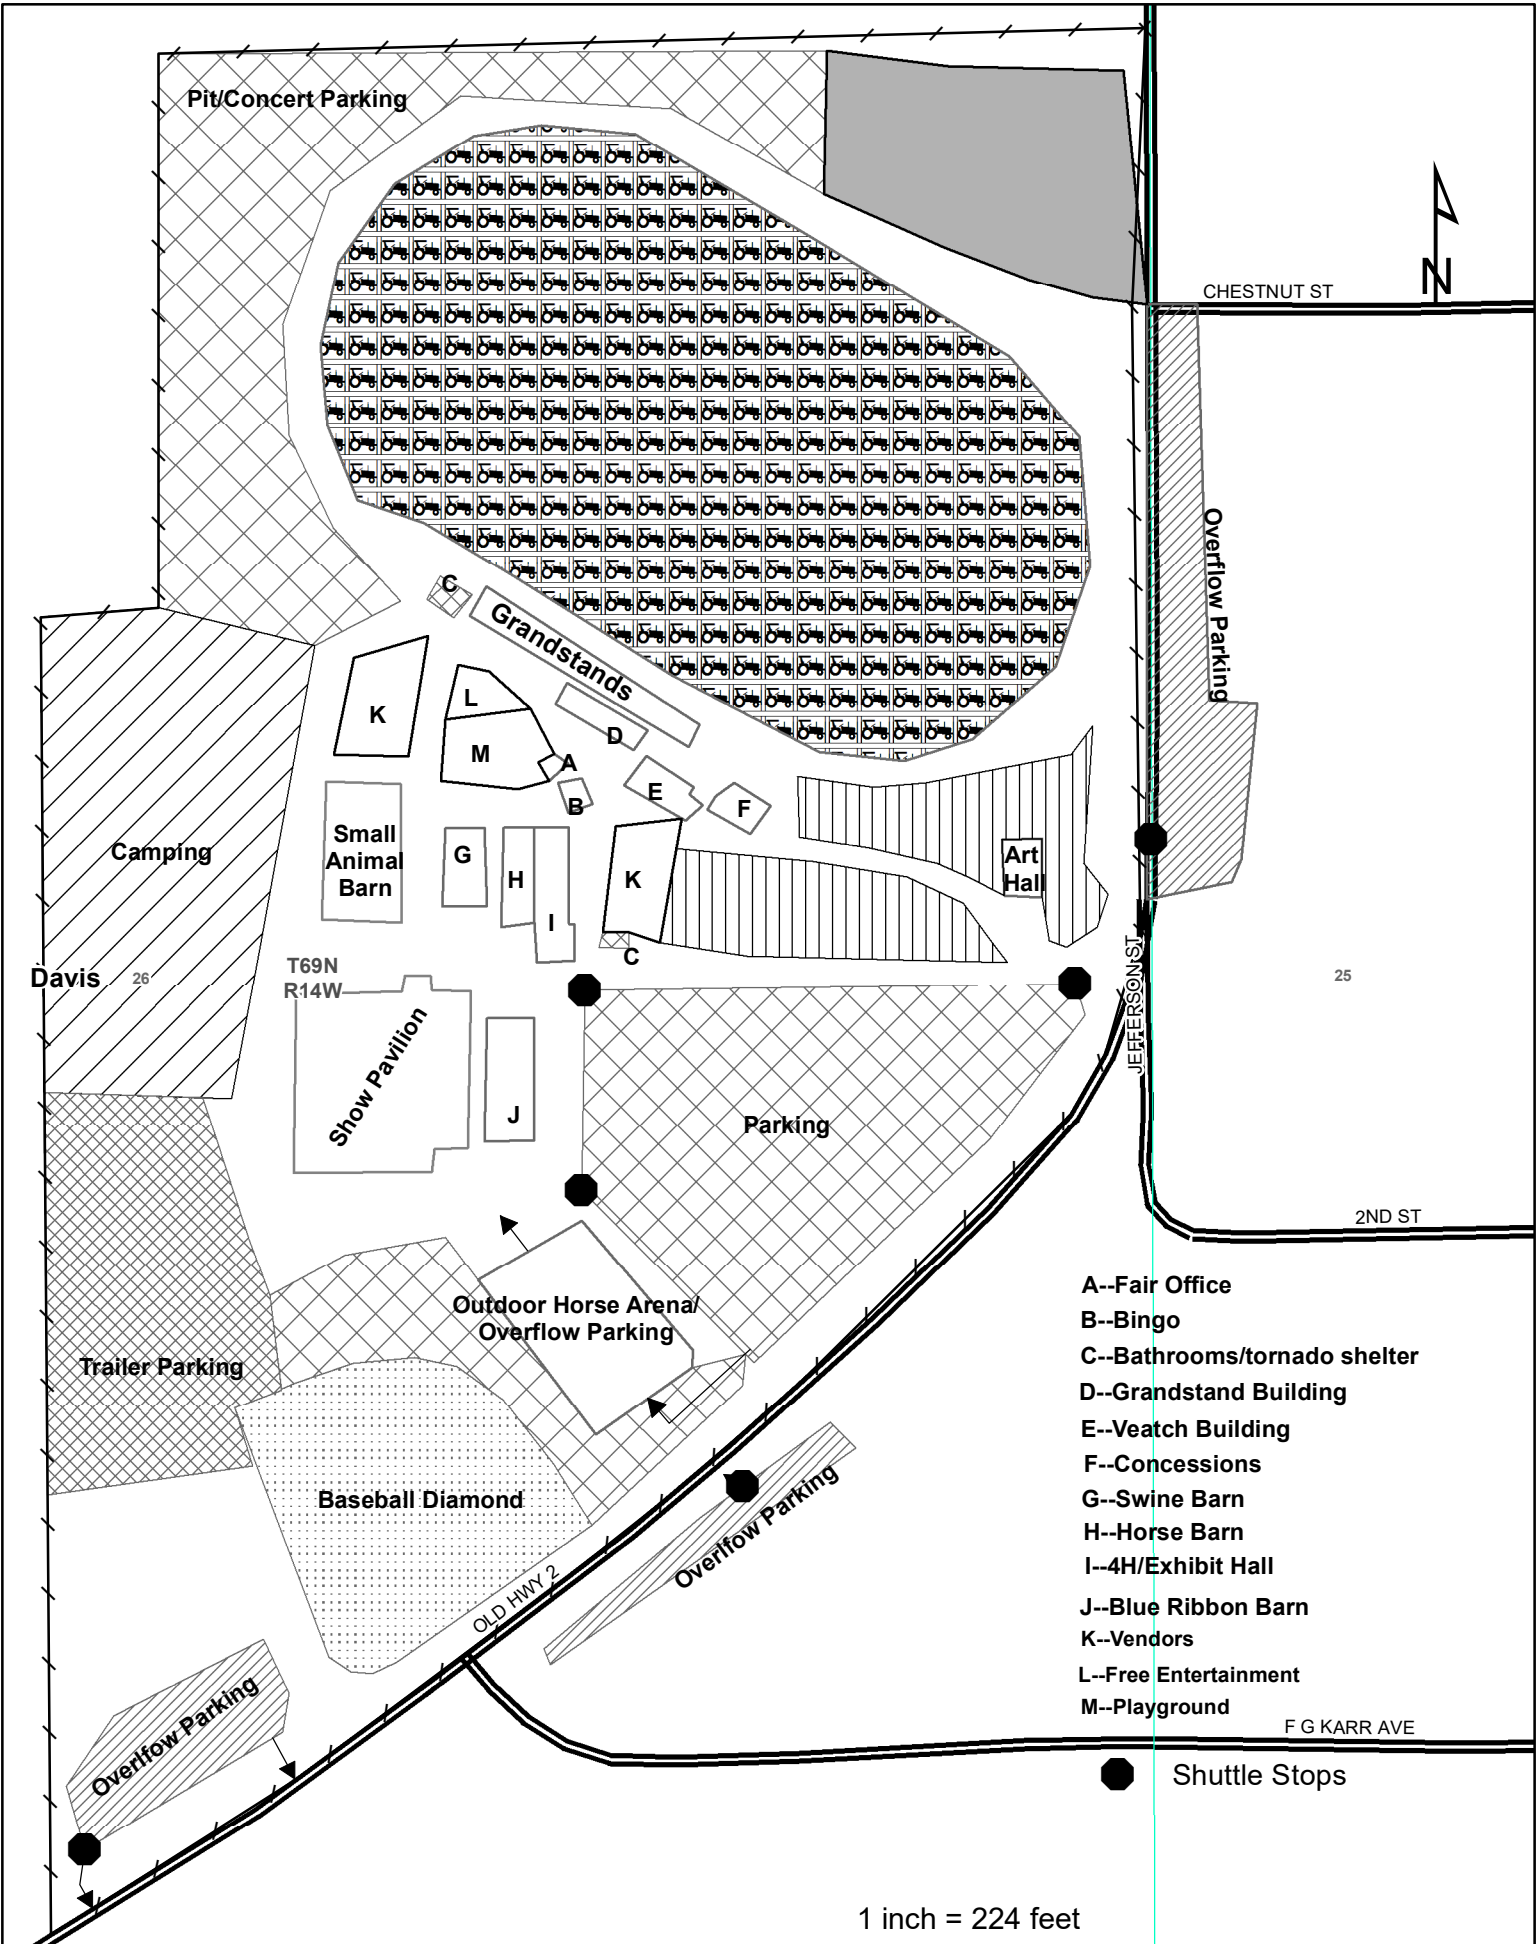 Pit/Concert Parking
N
CHESTNUT ST
Overflow Parking
C
Grandstands
K
L
M
D
A
B
E
F
Camping
Small
Animal
Barn
G
H
I
K
C
Art
Hall
Davis
26
T69N
R14W
25
JEFFERSON ST
Show Pavilion
J
Parking
2ND ST
Outdoor Horse Arena/
Overflow Parking
Trailer Parking
Baseball Diamond
Overlfow Parking
OLD HWY 2
Overlfow Parking
A--Fair Office
B--Bingo
C--Bathrooms/tornado shelter
D--Grandstand Building
E--Veatch Building
F--Concessions
G--Swine Barn
H--Horse Barn
I--4H/Exhibit Hall
J--Blue Ribbon Barn
K--Vendors
L--Free Entertainment
M--Playground
F G KARR AVE
Shuttle Stops
1 inch = 224 feet